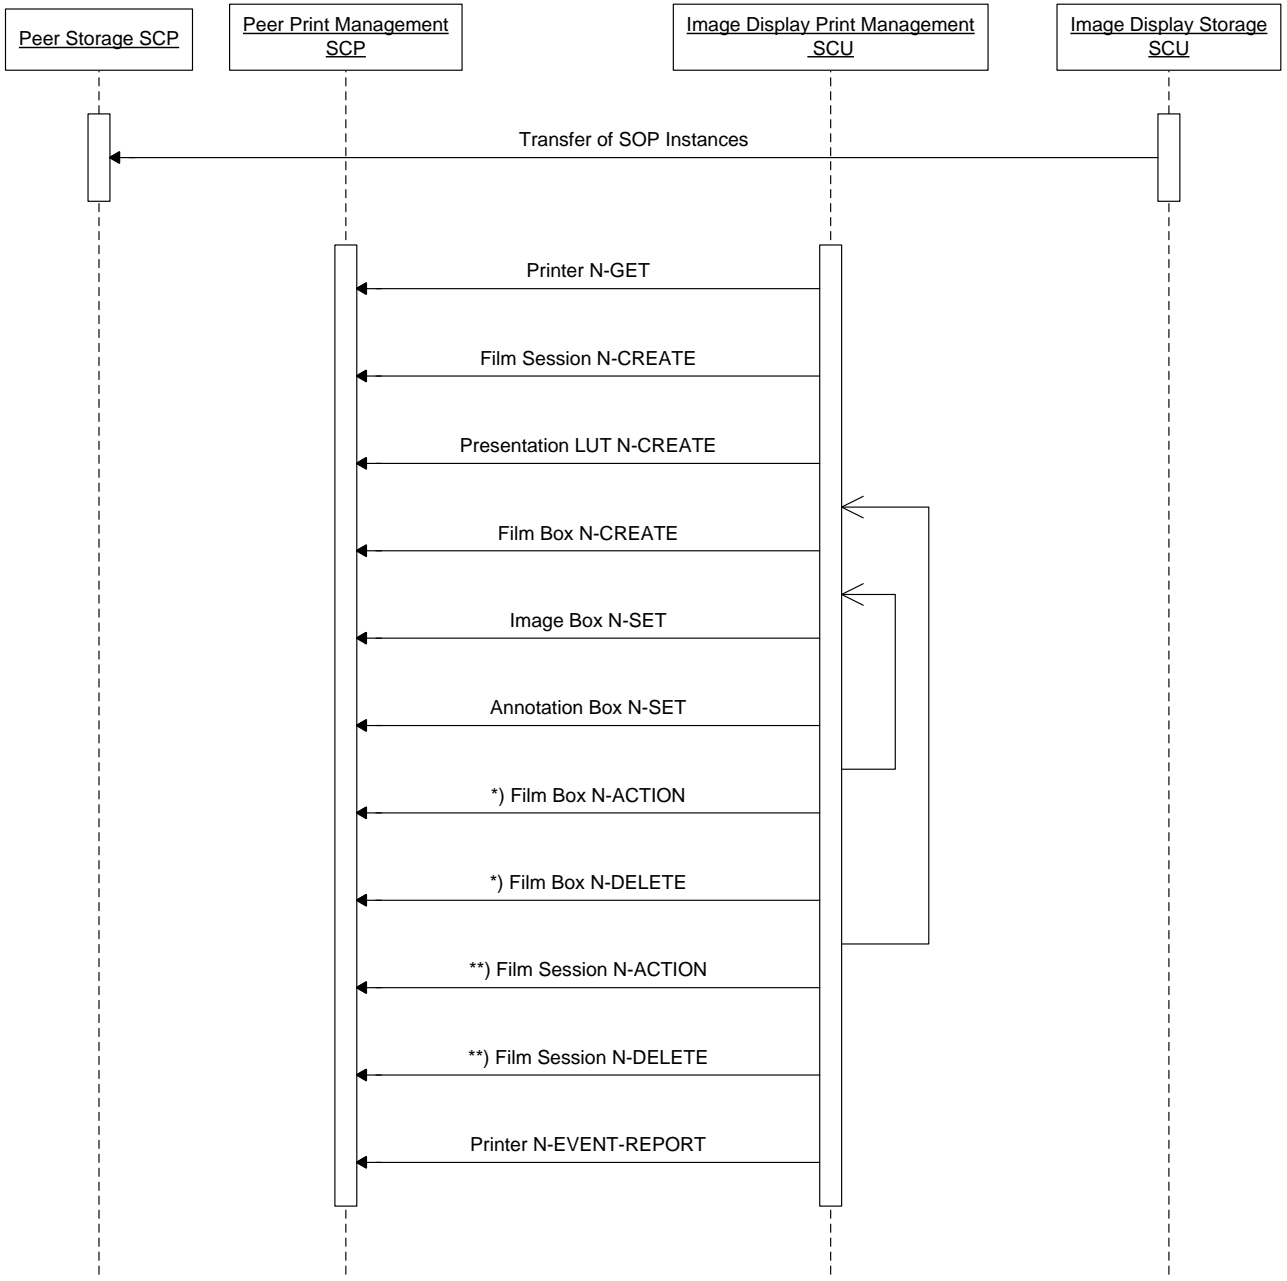 Peer Storage SCP
Peer Print Management
SCP
Image Display Print Management
SCU
Image Display Storage
SCU
Transfer of SOP Instances
Printer N-GET
Film Session N-CREATE
Presentation LUT N-CREATE
Film Box N-CREATE
Image Box N-SET
Annotation Box N-SET
*) Film Box N-ACTION
*) Film Box N-DELETE
**) Film Session N-ACTION
**) Film Session N-DELETE
Printer N-EVENT-REPORT